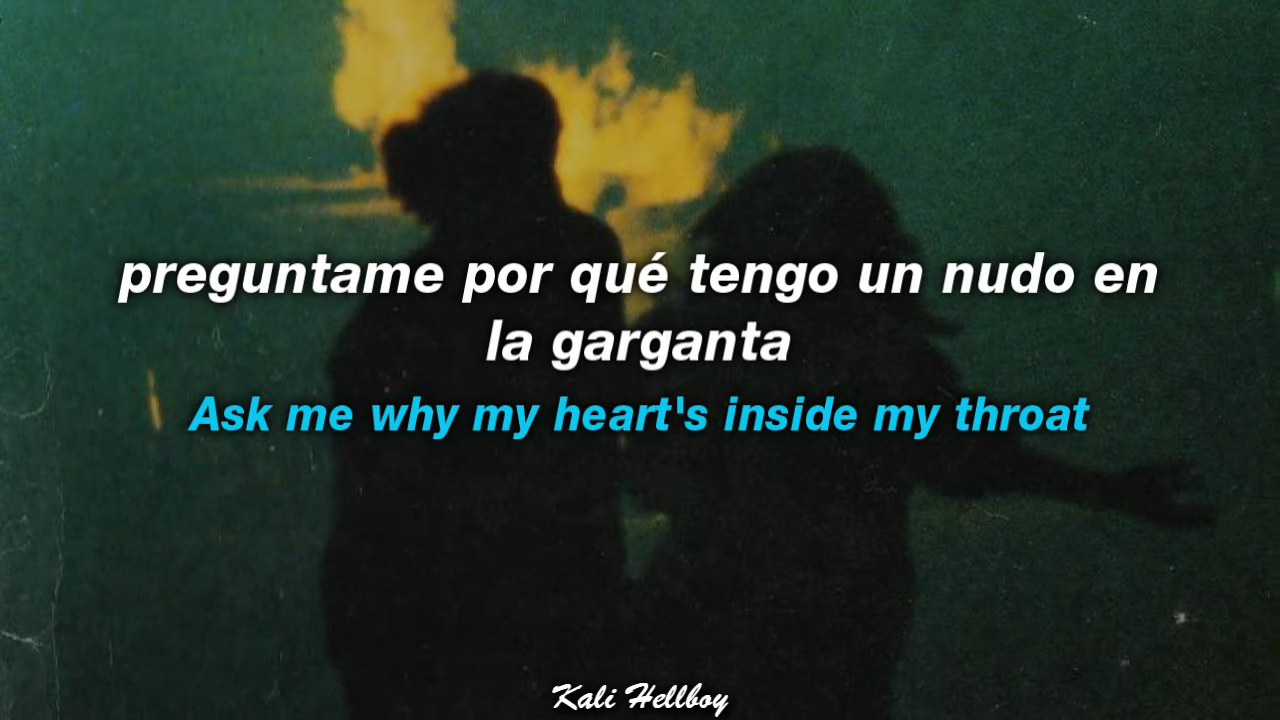 preguntame por qué tengo un nudo en
la garganta
Ask me why my heart's inside my throat
Kali Hellboy